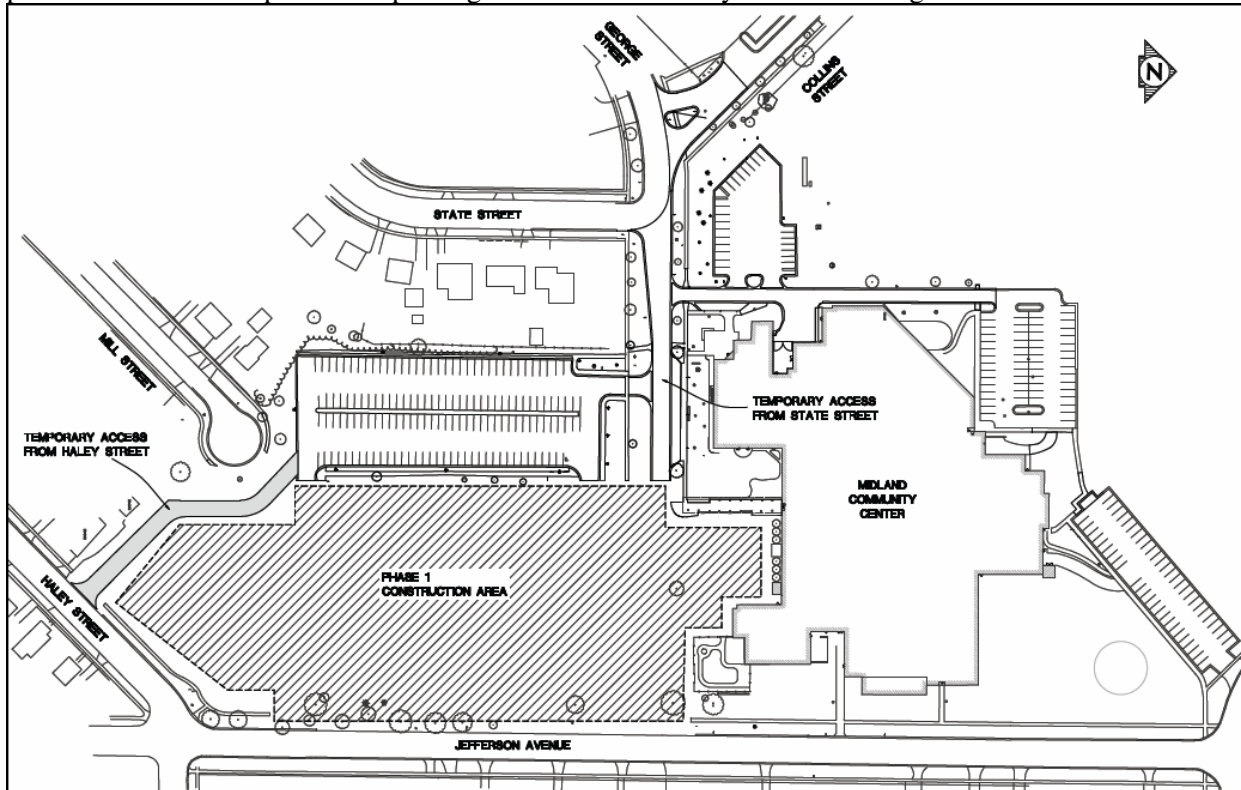 GEORGE
STREET
COLLINS
STREET
N
STATE STREET
MILL STREET
TEMPORARY ACCESS
FROM STATE STREET
TEMPORARY ACCESS
FROM HALEY STREET
MIDLAND
COMMUNITY
CENTER
PHASE 1
CONSTRUCTION AREA
HALEY STREET
JEFFERSON AVENUE